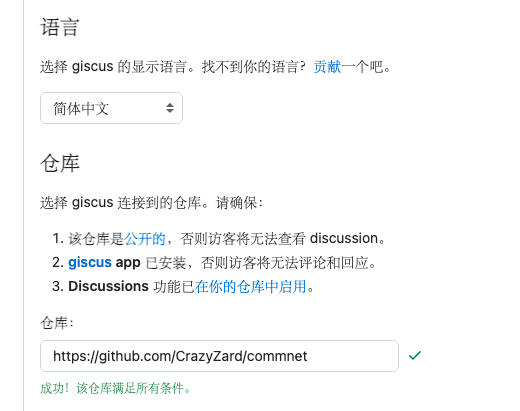 语言
选择 giscus 的显示语言。找不到你的语言？贡献一个吧。
简体中文
仓库
选择 giscus 连接到的仓库。请确保：
1. 该仓库是公开的，否则访客将无法查看 discussion。
2. giscus app 已安装，否则访客将无法评论和回应。
3. Discussions 功能已在你的仓库中启用。
仓库：
https://github.com/CrazyZard/commnet
成功！该仓库满足所有条件。